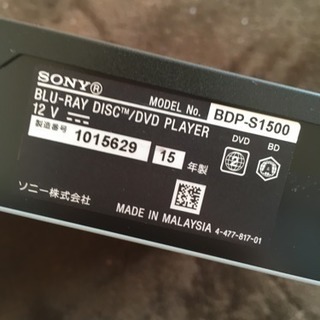 SONY®
MODEL No. BDP-S1500
BLU-RAY DISC™/DVD PLAYER
12 V ⎓
DVD BD
製造番号 1015629 15 年製
2 A
ソニー株式会社
MADE IN MALAYSIA 4-477-817-01